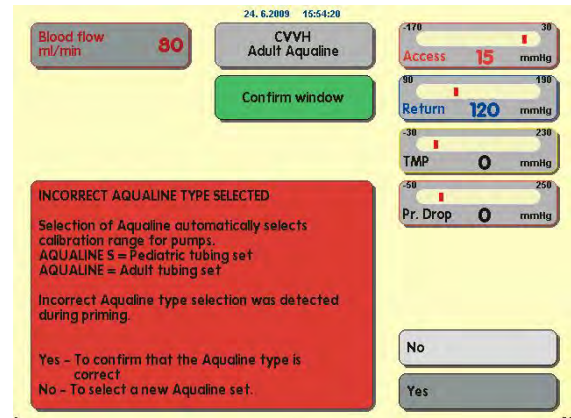 24. 6.2009 15:54:20
Blood flow
ml/min
80
CVVH
Adult Aqualine
Confirm window
-170 30
Access 15 mmHg
90 190
Return 120 mmHg
-30 230
TMP 0 mmHg
-50 250
Pr. Drop 0 mmHg
INCORRECT AQUALINE TYPE SELECTED
Selection of Aqualine automatically selects
calibration range for pumps.
AQUALINE S = Pediatric tubing set
AQUALINE = Adult tubing set
Incorrect Aqualine type selection was detected
during priming.
Yes - To confirm that the Aqualine type is
correct
No - To select a new Aqualine set.
No
Yes